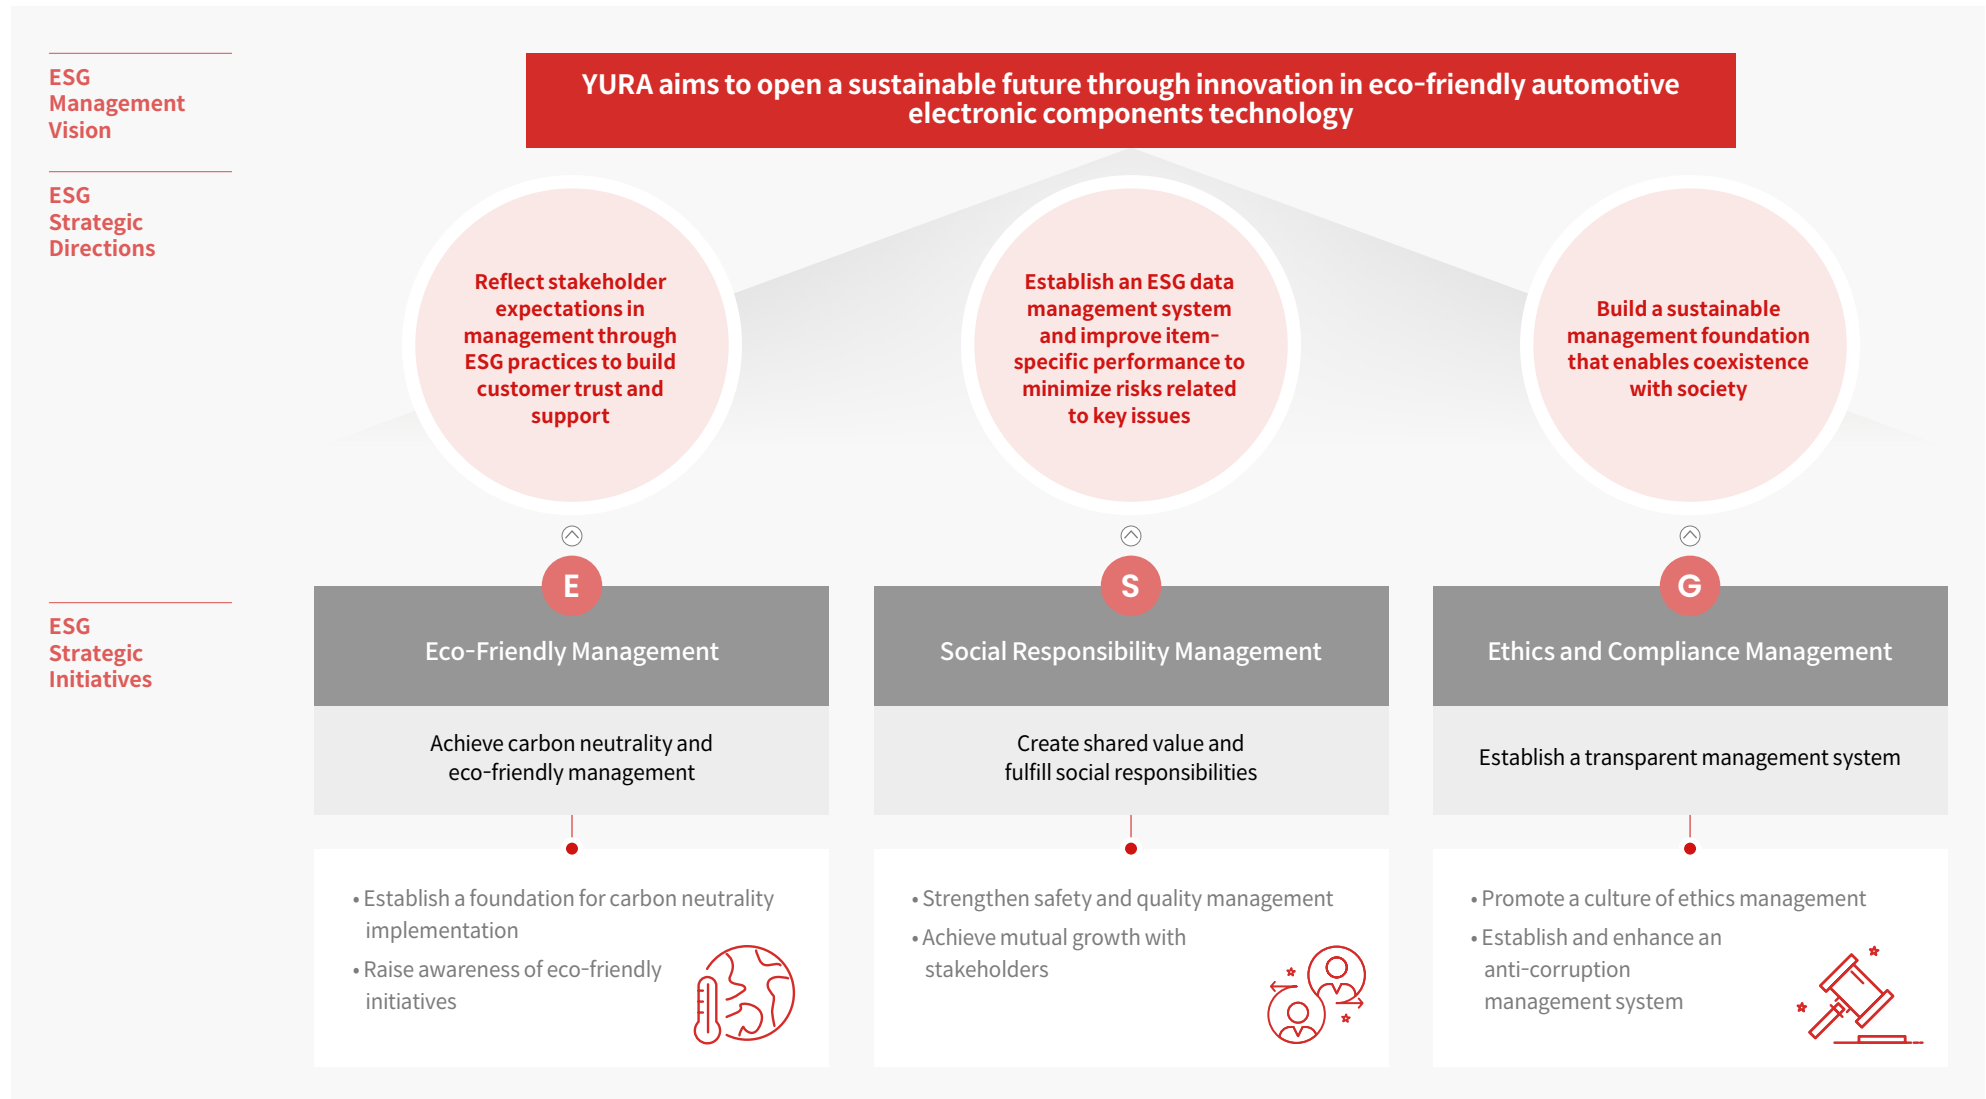 ESG
Management
Vision
YURA aims to open a sustainable future through innovation in eco-friendly automotive
electronic components technology
ESG
Strategic
Directions
Reflect stakeholder
expectations in
management through
ESG practices to build
customer trust and
support
Establish an ESG data
management system
and improve item-
specific performance to
minimize risks related
to key issues
Build a sustainable
management foundation
that enables coexistence
with society
ESG
Strategic
Initiatives
E
Eco-Friendly Management
Achieve carbon neutrality and
eco-friendly management
• Establish a foundation for carbon neutrality
implementation
• Raise awareness of eco-friendly
initiatives
S
Social Responsibility Management
Create shared value and
fulfill social responsibilities
• Strengthen safety and quality management
• Achieve mutual growth with
stakeholders
G
Ethics and Compliance Management
Establish a transparent management system
• Promote a culture of ethics management
• Establish and enhance an
anti-corruption
management system